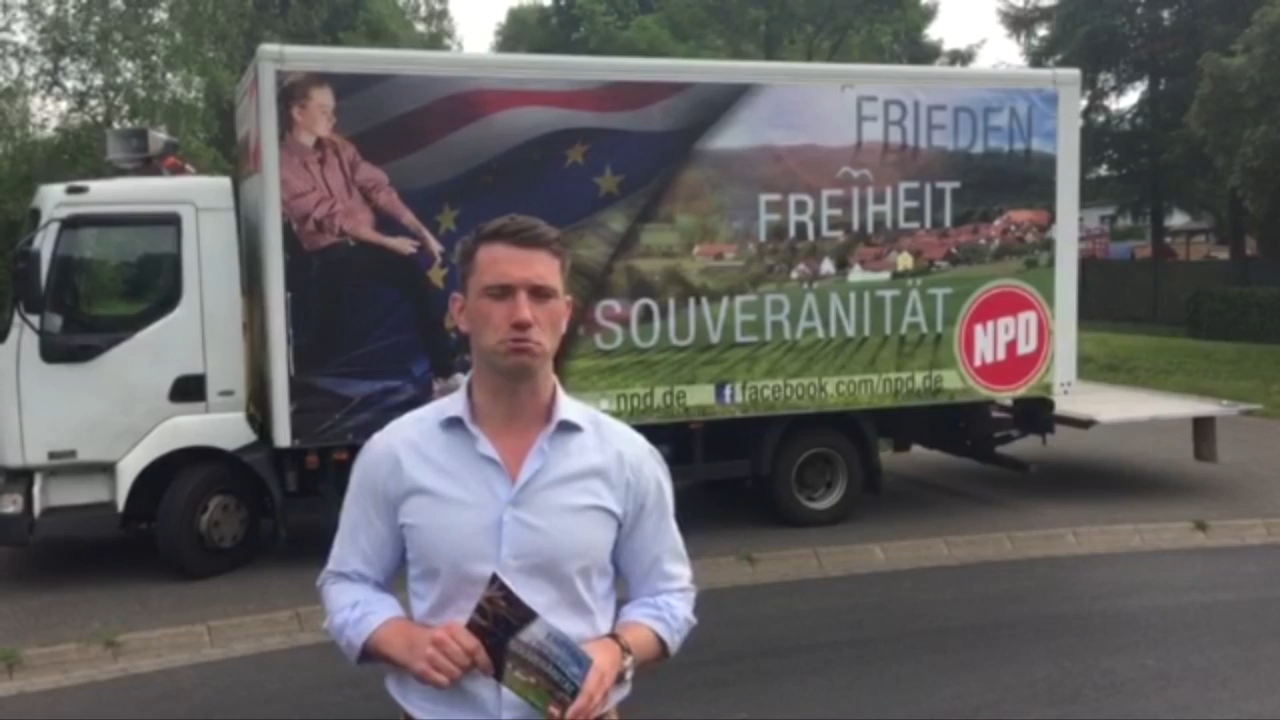 FRIEDEN
FREIHEIT
SOUVERÄNITÄT
NPD
npd.de facebook.com/npd.de